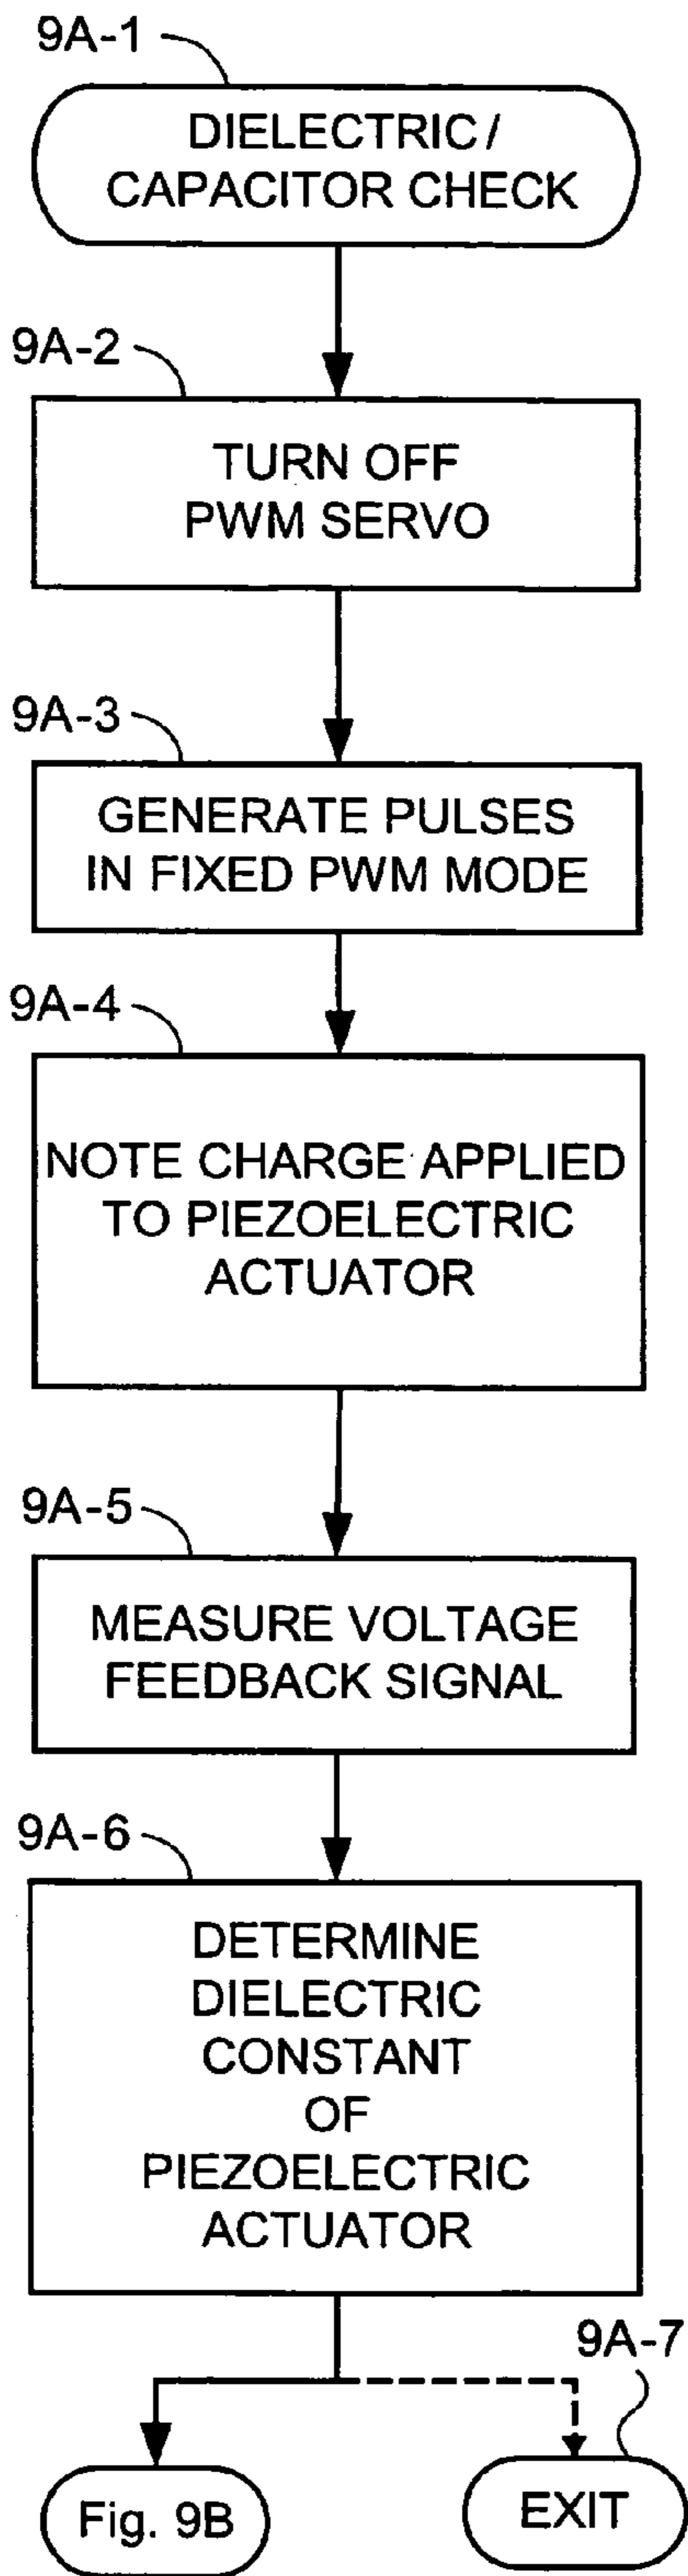 9A-1
DIELECTRIC/
CAPACITOR CHECK
9A-2
TURN OFF
PWM SERVO
9A-3
GENERATE PULSES
IN FIXED PWM MODE
9A-4
NOTE CHARGE APPLIED
TO PIEZOELECTRIC
ACTUATOR
9A-5
MEASURE VOLTAGE
FEEDBACK SIGNAL
9A-6
DETERMINE
DIELECTRIC
CONSTANT
OF
PIEZOELECTRIC
ACTUATOR
9A-7
Fig. 9B
EXIT